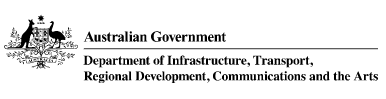 Australian Government
Department of Infrastructure, Transport,
Regional Development, Communications and the Arts